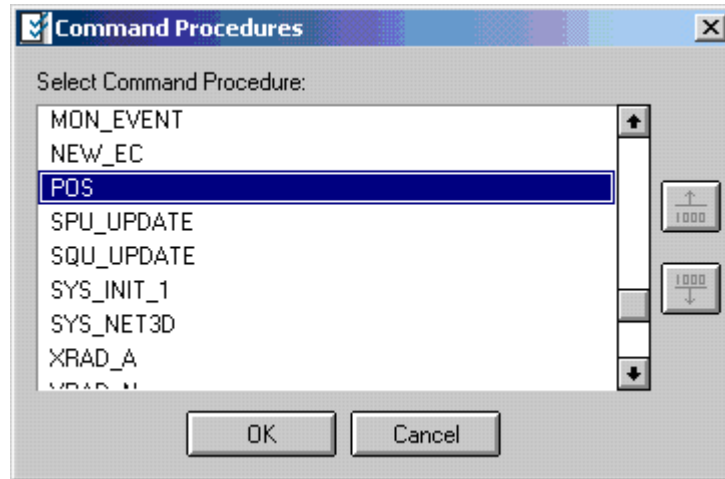 Command Procedures
Select Command Procedure:
MON_EVENT
NEW_EC
POS
SPU_UPDATE
SQU_UPDATE
SYS_INIT_1
SYS_NET3D
XRAD_A
1000
1000
OK Cancel